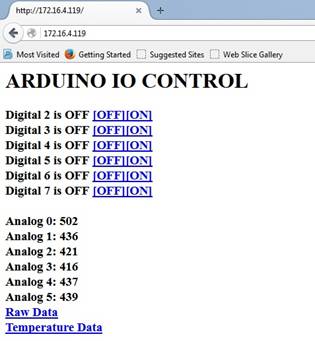 http://172.16.4.119/
172.16.4.119
Most Visited Getting Started Suggested Sites Web Slice Gallery
ARDUINO IO CONTROL
Digital 2 is OFF [OFF][ON]
Digital 3 is OFF [OFF][ON]
Digital 4 is OFF [OFF][ON]
Digital 5 is OFF [OFF][ON]
Digital 6 is OFF [OFF][ON]
Digital 7 is OFF [OFF][ON]
Analog 0: 502
Analog 1: 436
Analog 2: 421
Analog 3: 416
Analog 4: 437
Analog 5: 439
Raw Data
Temperature Data